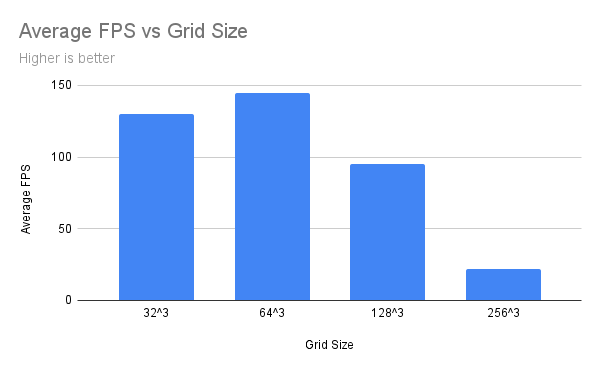 Average FPS vs Grid Size
Higher is better
150
100
50
0
Average FPS
32^3 64^3 128^3 256^3
Grid Size